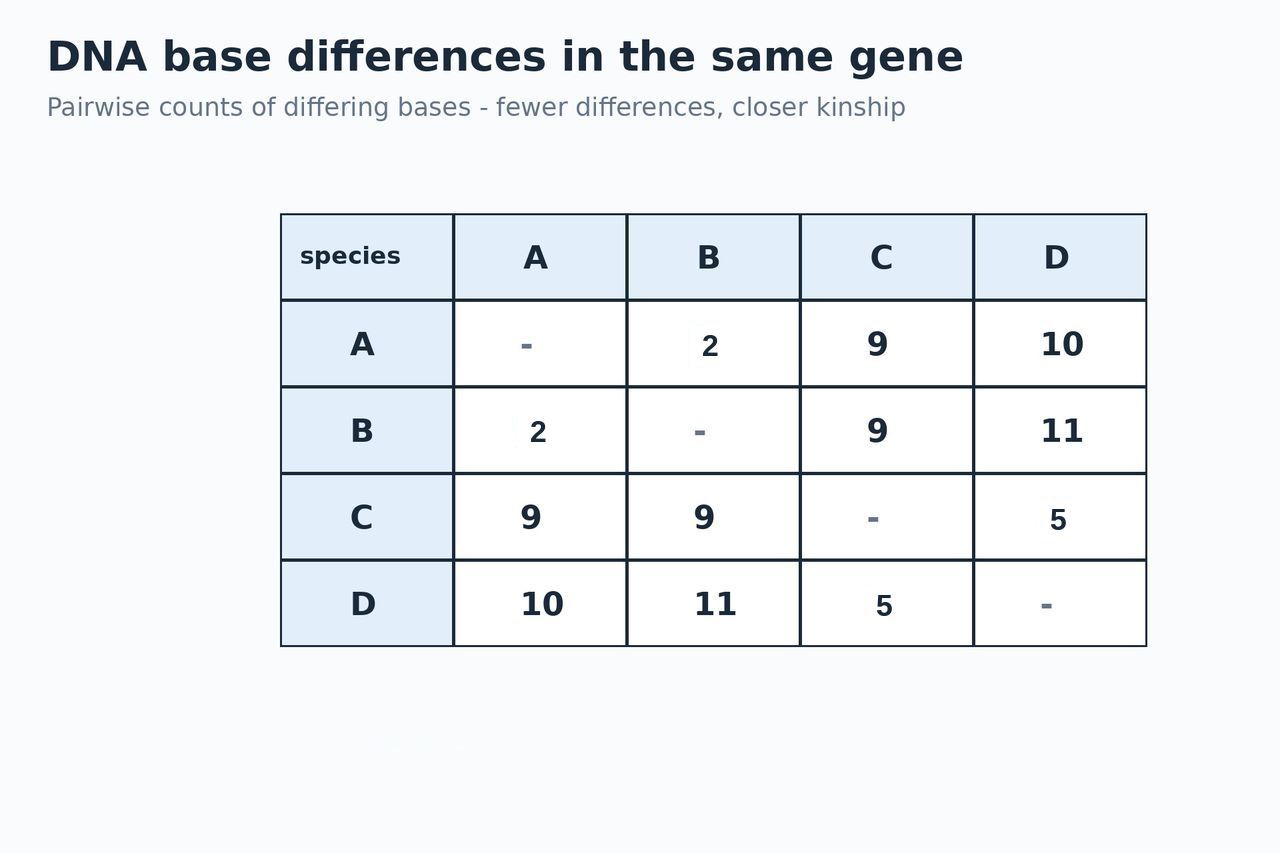 DNA base differences in the same gene
Pairwise counts of differing bases - fewer differences, closer kinship
species A B C D
A - 2 9 10
B 2 - 9 11
C 9 9 - 5
D 10 11 5 -